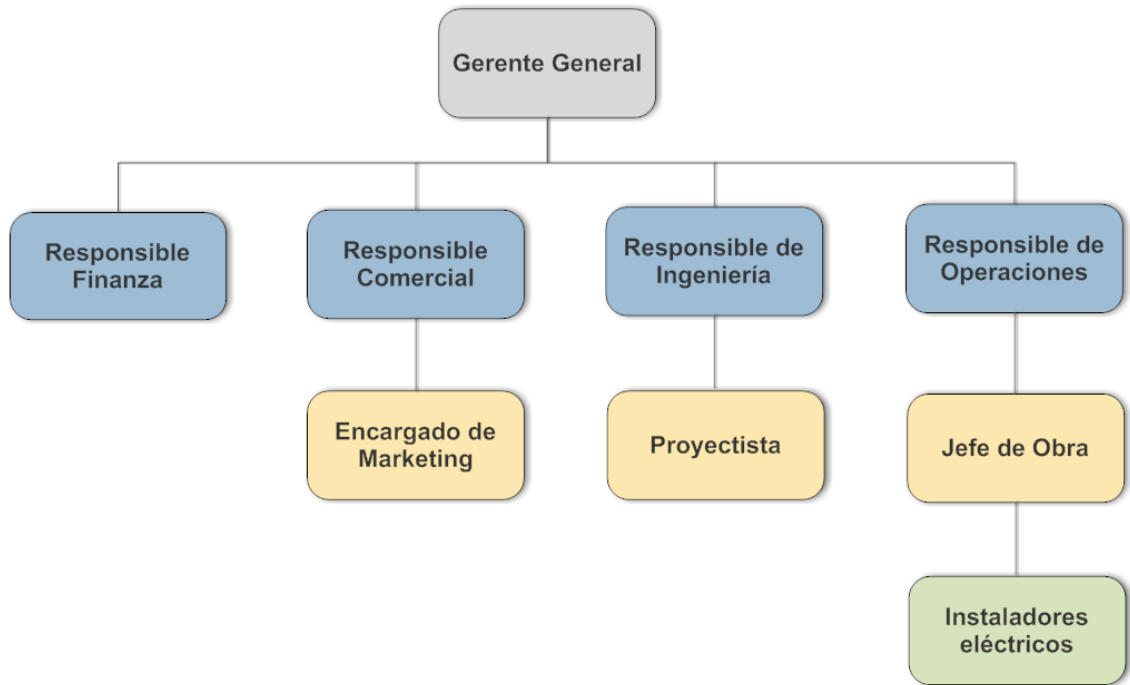 Gerente General
Responsible
Finanza
Responsible
Comercial
Responsible de
Ingeniería
Responsible de
Operaciones
Encargado de
Marketing
Proyectista
Jefe de Obra
Instaladores
eléctricos